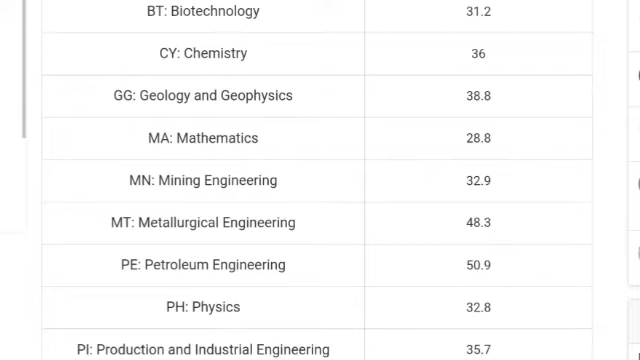 BT: Biotechnology 31.2
CY: Chemistry 36
GG: Geology and Geophysics 38.8
MA: Mathematics 28.8
MN: Mining Engineering 32.9
MT: Metallurgical Engineering 48.3
PE: Petroleum Engineering 50.9
PH: Physics 32.8
PI: Production and Industrial Engineering 35.7